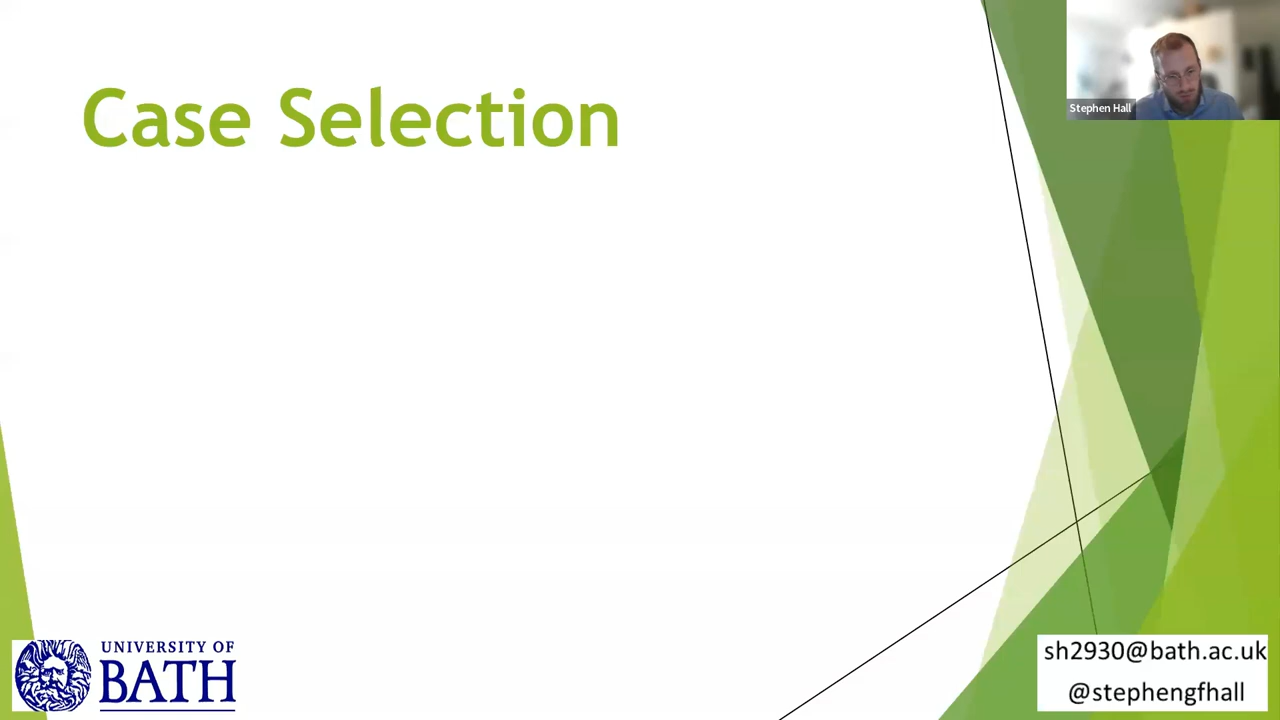 Case Selection
Stephen Hall
UNIVERSITY OF
BATH
sh2930@bath.ac.uk
@stephengfhall